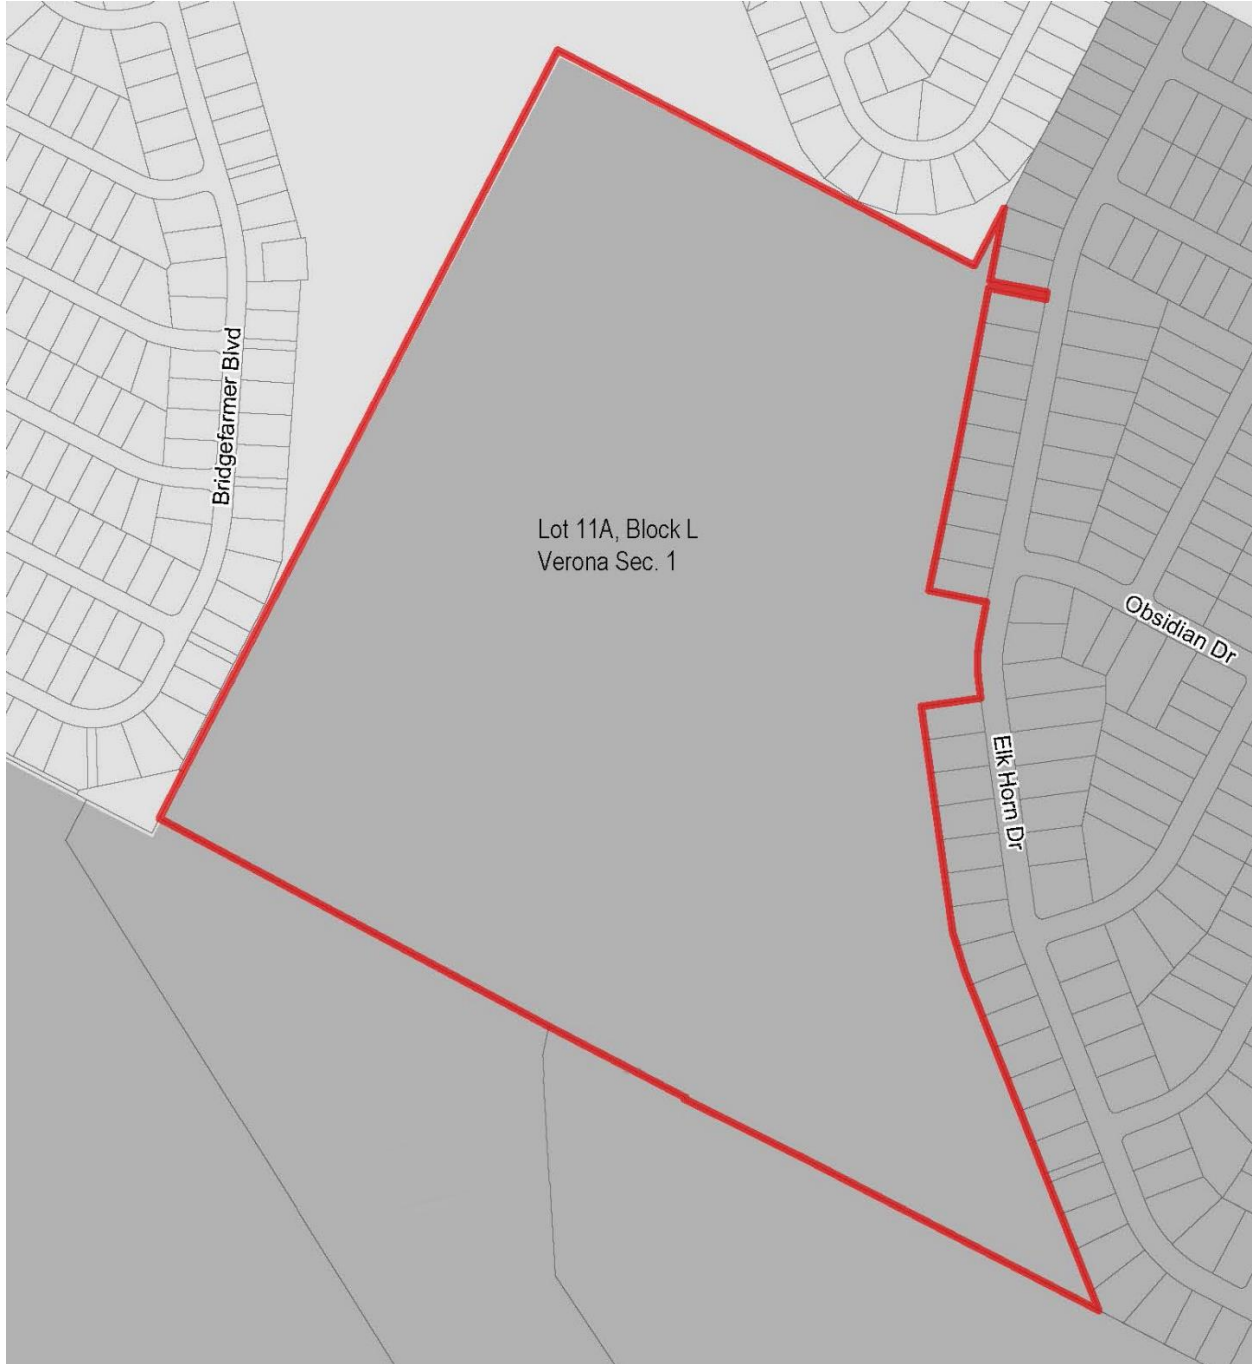 Bridgefarmer Blvd
Lot 11A, Block L
Verona Sec. 1
Obsidian Dr
Elk Horn Dr